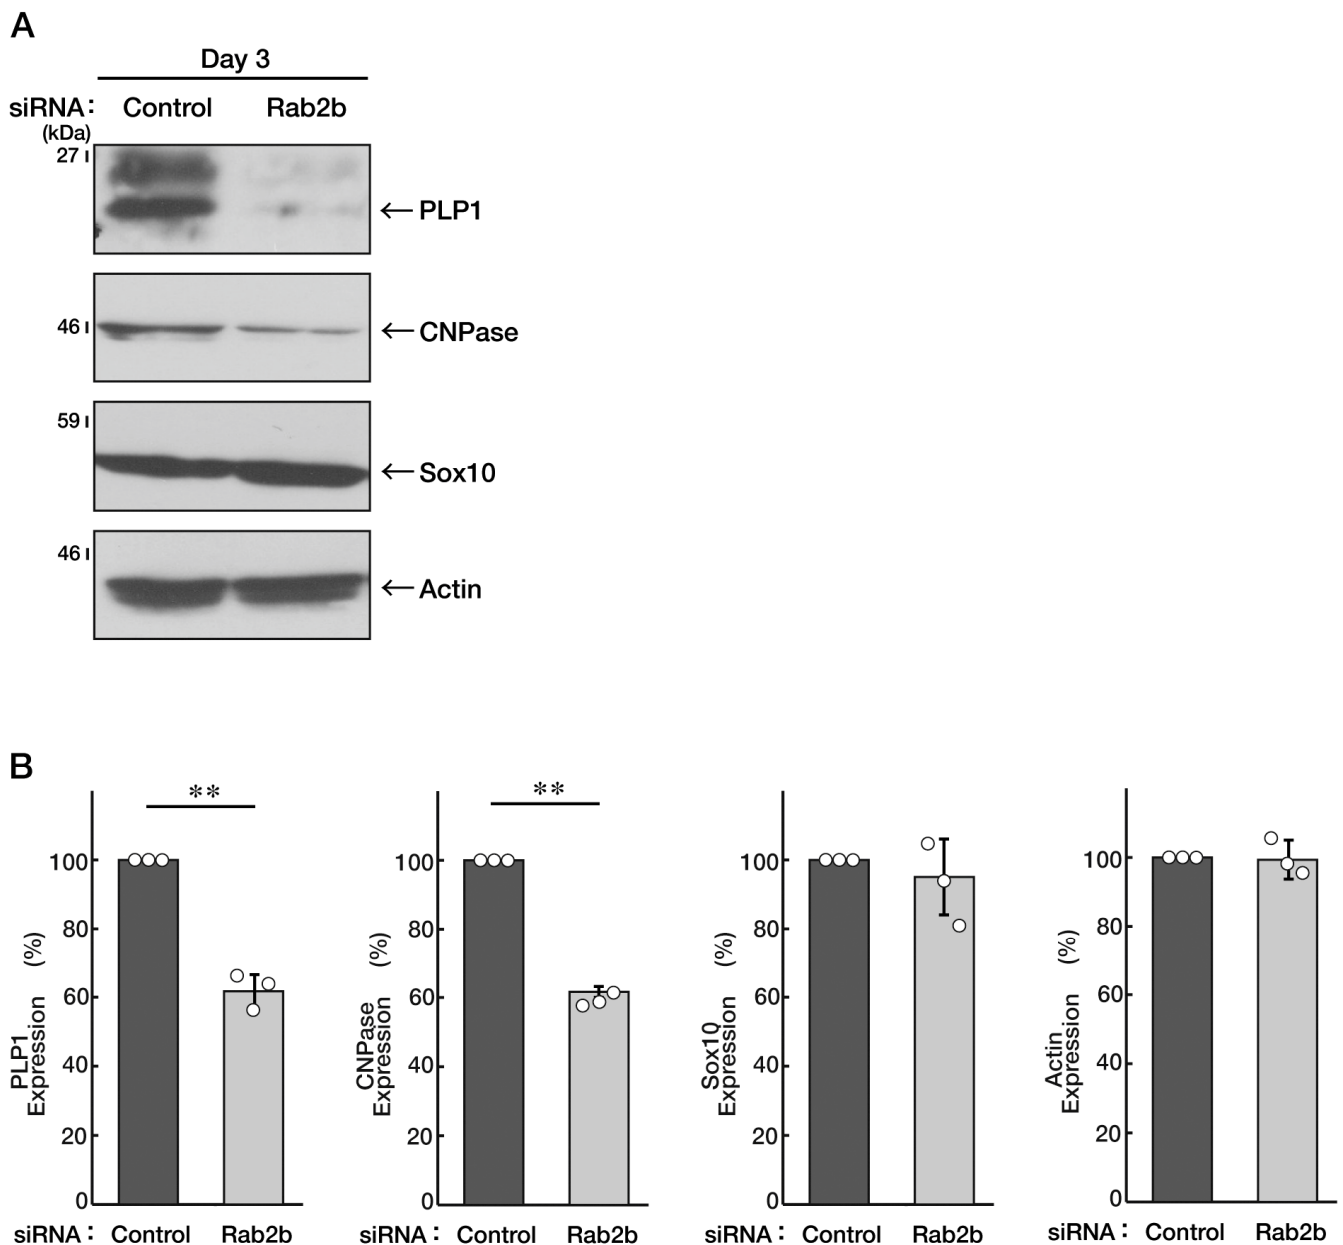 A
Day 3
siRNA: Control Rab2b
(kDa)
27
PLP1
46
CNPase
59
Sox10
46
Actin
B
**
PLP1
Expression (%)
100
80
60
40
20
0
siRNA: Control Rab2b
**
CNPase
Expression (%)
100
80
60
40
20
0
siRNA: Control Rab2b
Sox10
Expression (%)
100
80
60
40
20
0
siRNA: Control Rab2b
Actin
Expression (%)
100
80
60
40
20
0
siRNA: Control Rab2b